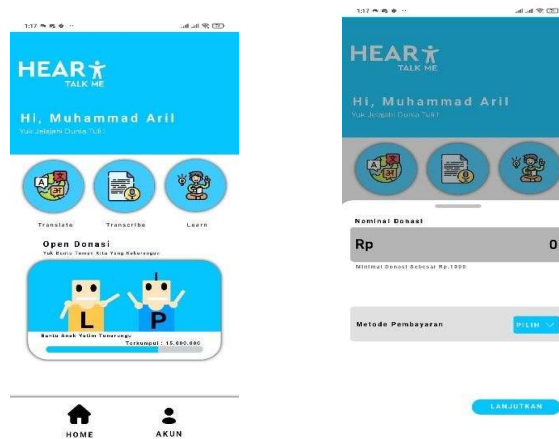 1:17
HEAR
TALK ME
Hi, Muhammad Aril
Yuk Jelajahi Dunia Tuli !
Translate
Transcribe
Learn
Open Donasi
Yuk Bantu Teman Kita Yang Kekurangan
L
P
Bantu Anak Yatim Tunarungu
Terkumpul : 15.000.000
HOME
AKUN
1:17
HEAR
TALK ME
Hi, Muhammad Aril
Yuk Jelajahi Dunia Tuli !
Nominal Donasi
Rp
0
Minimal Donasi Sebesar Rp.1000
Metode Pembayaran
PILIH
LANJUTKAN